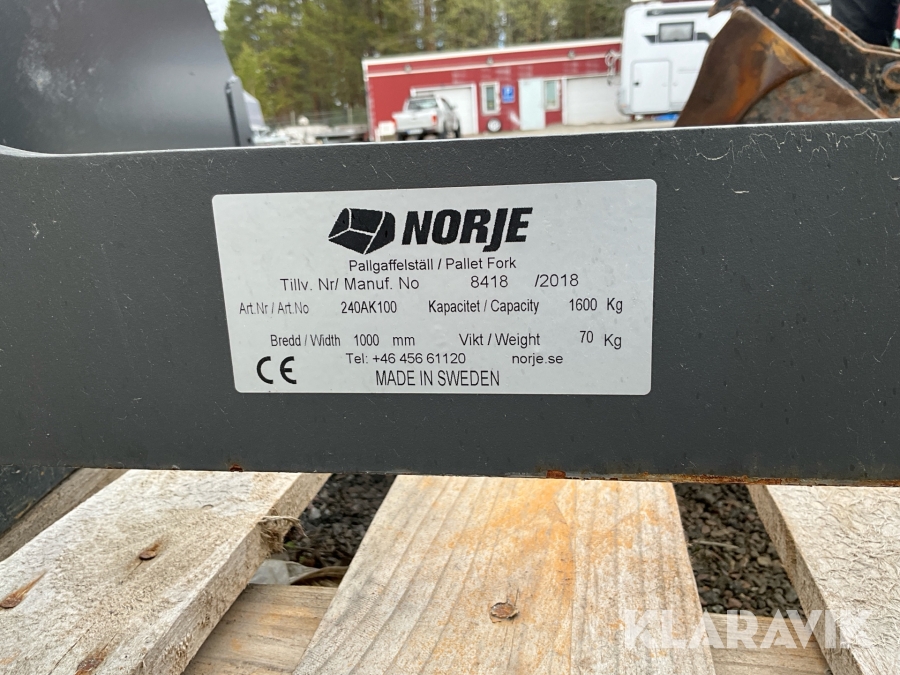 NORJE
Pallgaffelställ / Pallet Fork
Tillv. Nr/ Manuf. No 8418 /2018
Art.Nr / Art.No 240AK100 Kapacitet / Capacity 1600 Kg
Bredd / Width 1000 mm Vikt / Weight 70 Kg
Tel: +46 456 61120 norje.se
CE MADE IN SWEDEN
KLARAVIK